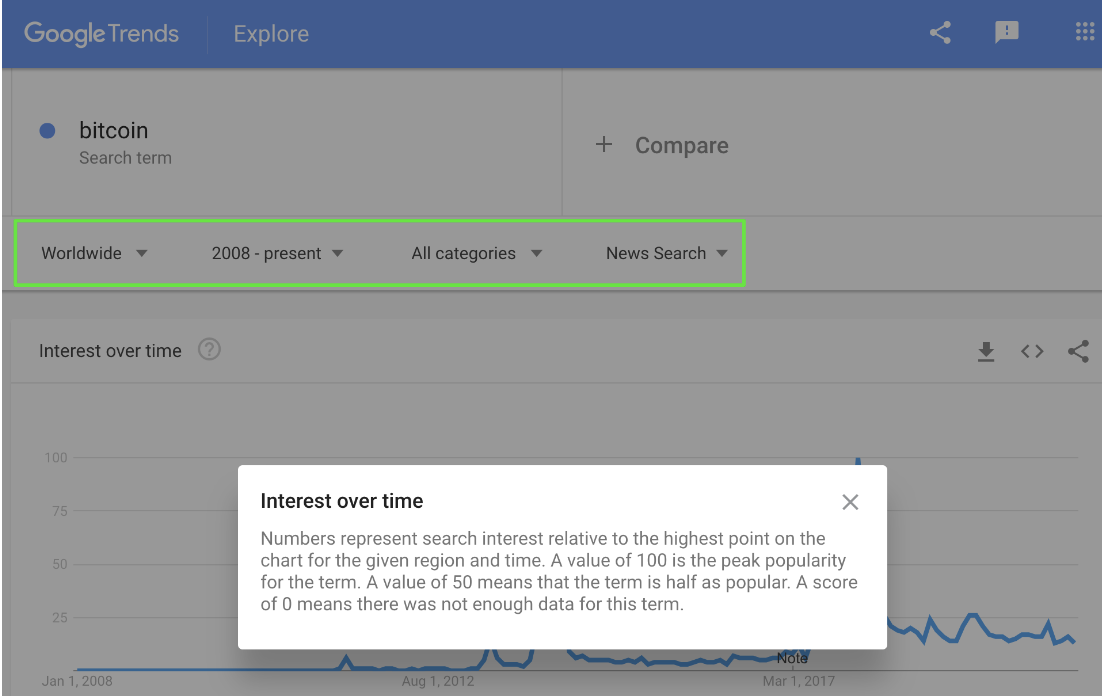 GoogleTrends Explore
bitcoin
Search term
+ Compare
Worldwide 2008 - present All categories News Search
Interest over time ?
100
75
50
25
Interest over time
Numbers represent search interest relative to the highest point on the
chart for the given region and time. A value of 100 is the peak popularity
for the term. A value of 50 means that the term is half as popular. A score
of 0 means there was not enough data for this term.
Note
Jan 1, 2008 Aug 1, 2012 Mar 1, 2017